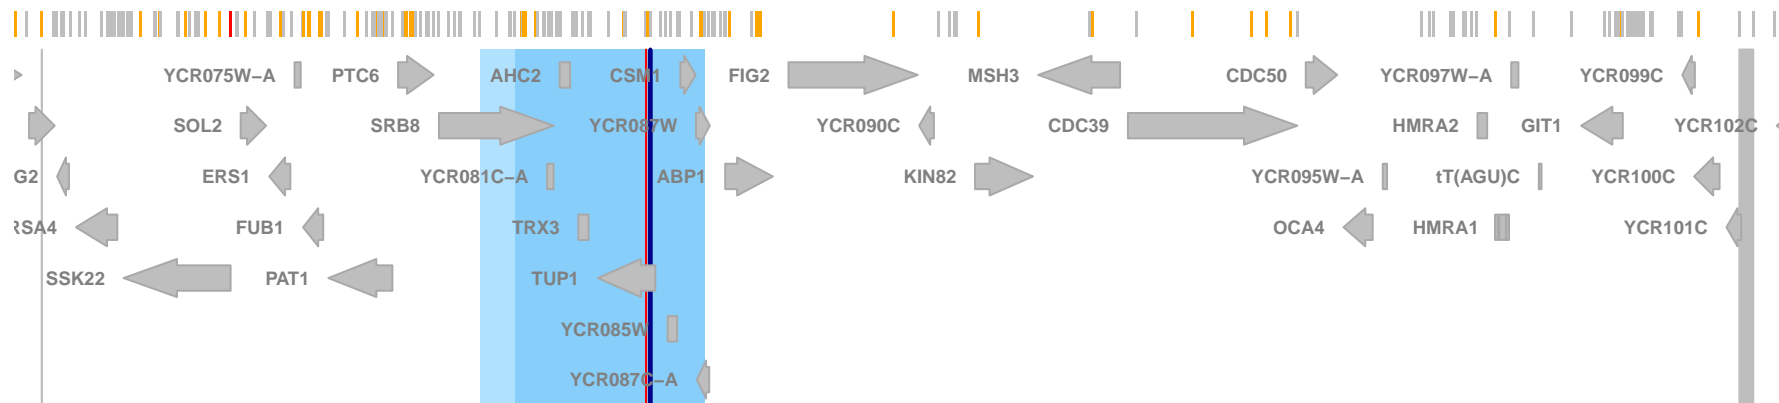 YCR075W-A PTC6 AHC2 CSM1 FIG2 MSH3 CDC50 YCR097W-A YCR099C
SOL2 SRB8 YCR087W YCR090C CDC39 HMRA2 GIT1 YCR102C
G2 ERS1 YCR081C-A ABP1 KIN82 YCR095W-A tT(AGU)C YCR100C
RSA4 FUB1 TRX3 OCA4 HMRA1 YCR101C
SSK22 PAT1 TUP1
YCR085W
YCR087C-A